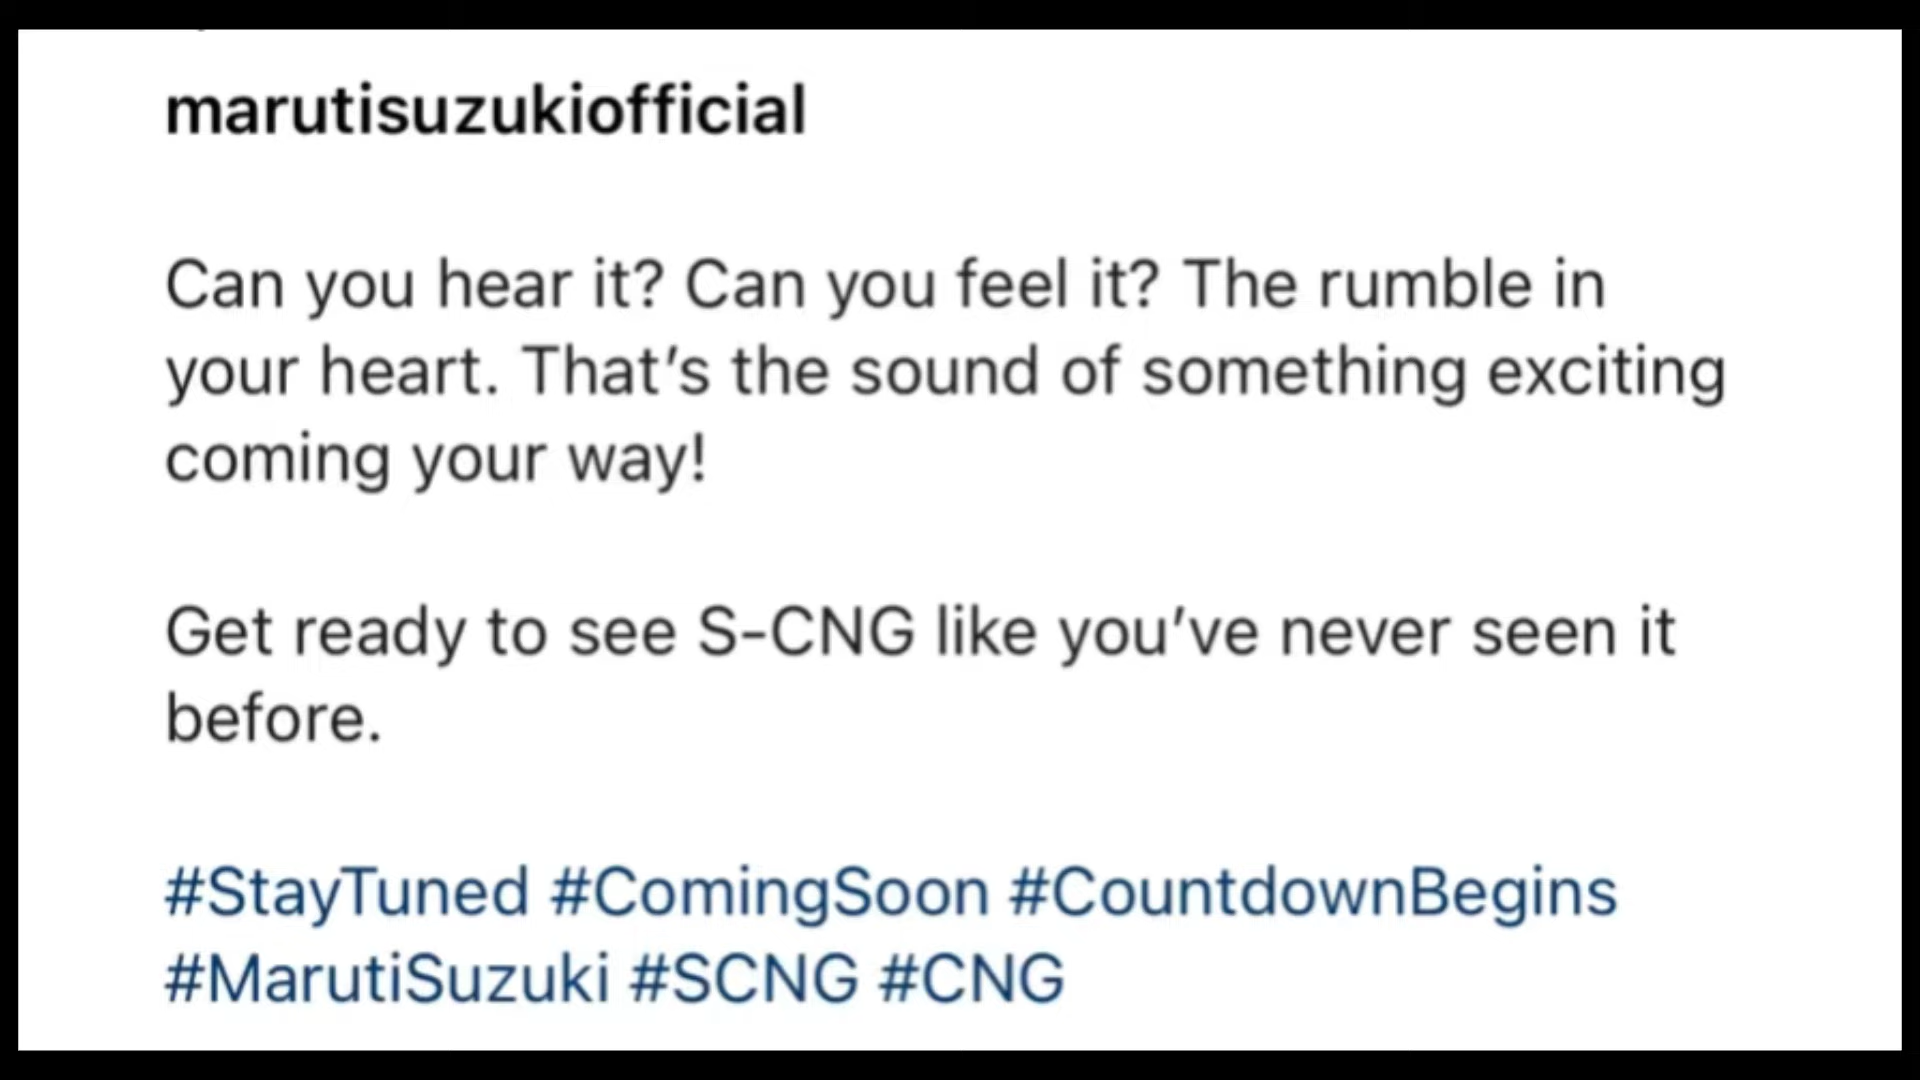 marutisuzukiofficial
Can you hear it? Can you feel it? The rumble in
your heart. That’s the sound of something exciting
coming your way!
Get ready to see S-CNG like you’ve never seen it
before.
#StayTuned #ComingSoon #CountdownBegins
#MarutiSuzuki #SCNG #CNG